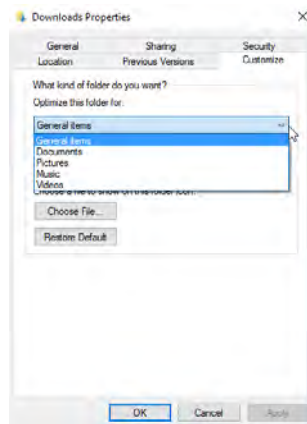 Downloads Properties
General
Sharing
Security
Location
Previous Versions
Customize
What kind of folder do you want?
Optimize this folder for:
General items
General items
Documents
Pictures
Music
Videos
Choose a file to show on this folder icon.
Choose File...
Restore Default
OK
Cancel
Apply